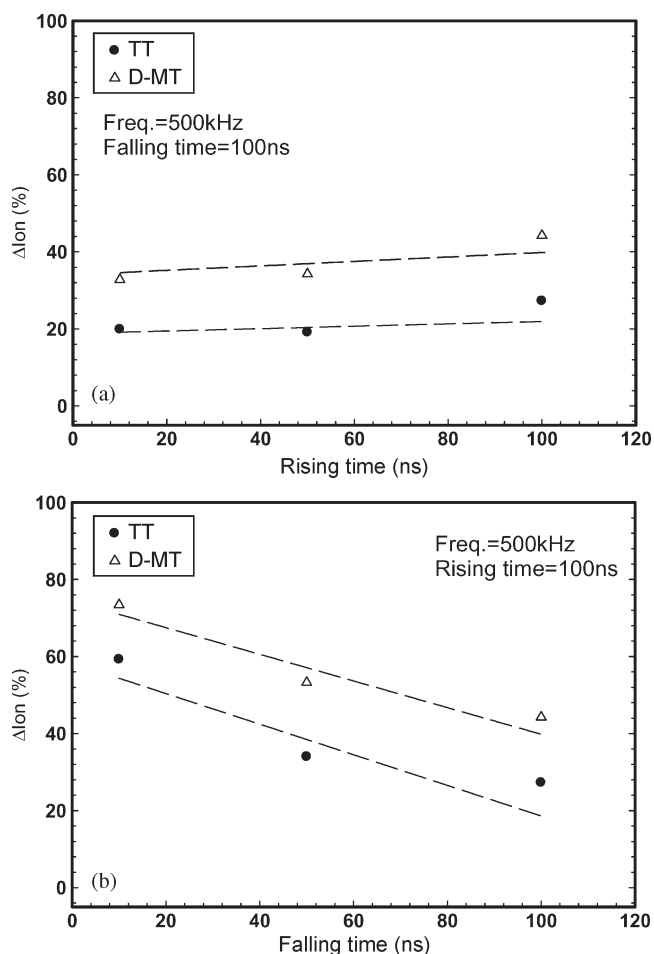 100
80
60
40
20
0
ΔIon (%)
TT
D-MT
Freq.=500kHz
Falling time=100ns
(a)
0 20 40 60 80 100 120
Rising time (ns)
100
80
60
40
20
0
ΔIon (%)
TT
D-MT
Freq.=500kHz
Rising time=100ns
(b)
0 20 40 60 80 100 120
Falling time (ns)